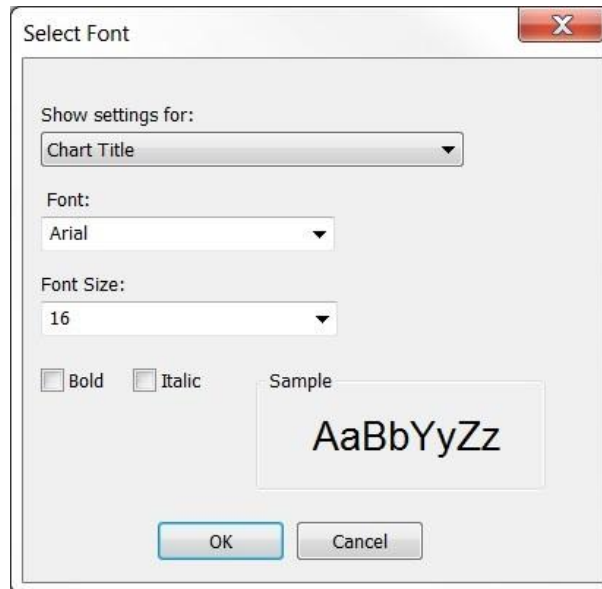 Select Font
Show settings for:
Chart Title
Font:
Arial
Font Size:
16
Bold Italic Sample
AaBbYyZz
OK Cancel